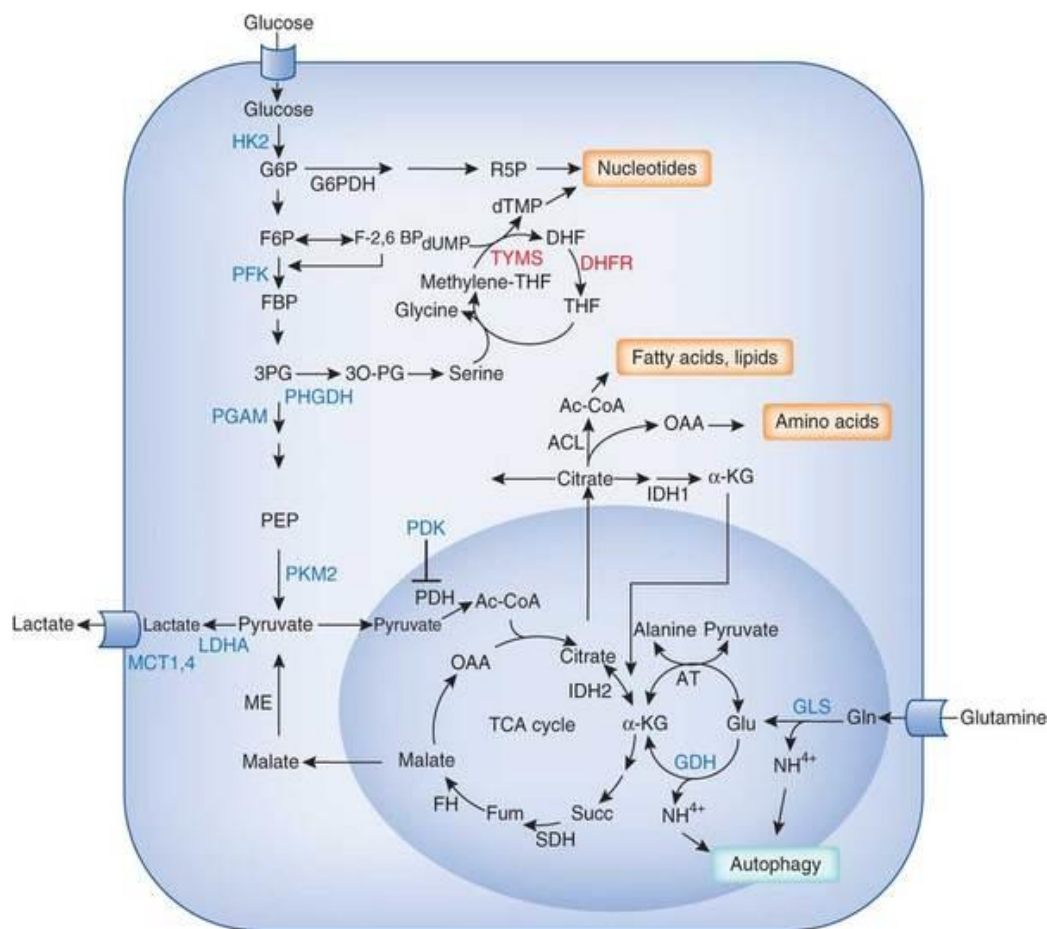 Glucose
Glucose
HK2
G6P
G6PDH
R5P
Nucleotides
dTMP
F6P
F-2,6 BP
dUMP
DHF
TYMS
DHFR
PFK
Methylene-THF
FBP
Glycine
THF
Fatty acids, lipids
3PG
3O-PG
Serine
PHGDH
Ac-CoA
PGAM
OAA
Amino acids
ACL
Citrate
IDH1
α-KG
PEP
PDK
PKM2
PDH
Ac-CoA
Lactate
Lactate
Pyruvate
Pyruvate
Alanine
Pyruvate
LDHA
MCT1,4
OAA
Citrate
AT
IDH2
ME
TCA cycle
α-KG
Glu
GLS
Gln
Glutamine
Malate
Malate
GDH
NH4+
FH
Fum
Succ
NH4+
SDH
Autophagy